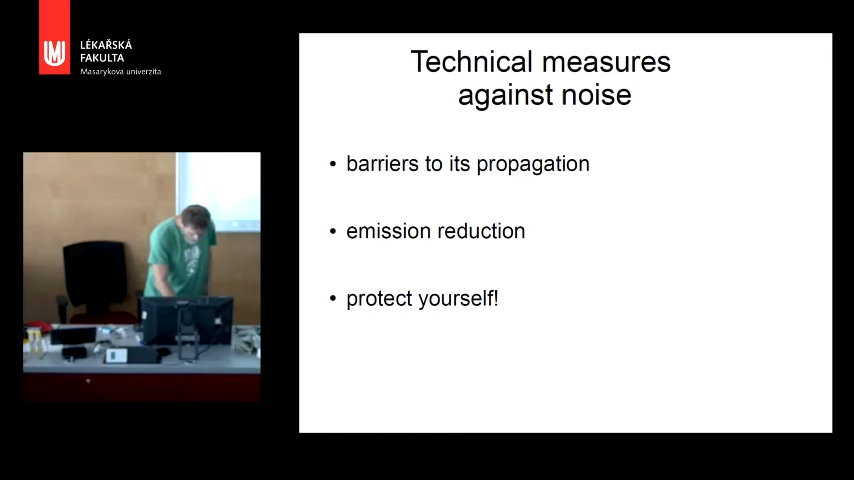 LÉKAŘSKÁ
FAKULTA
Masarykova univerzita
Technical measures
against noise
• barriers to its propagation
• emission reduction
• protect yourself!